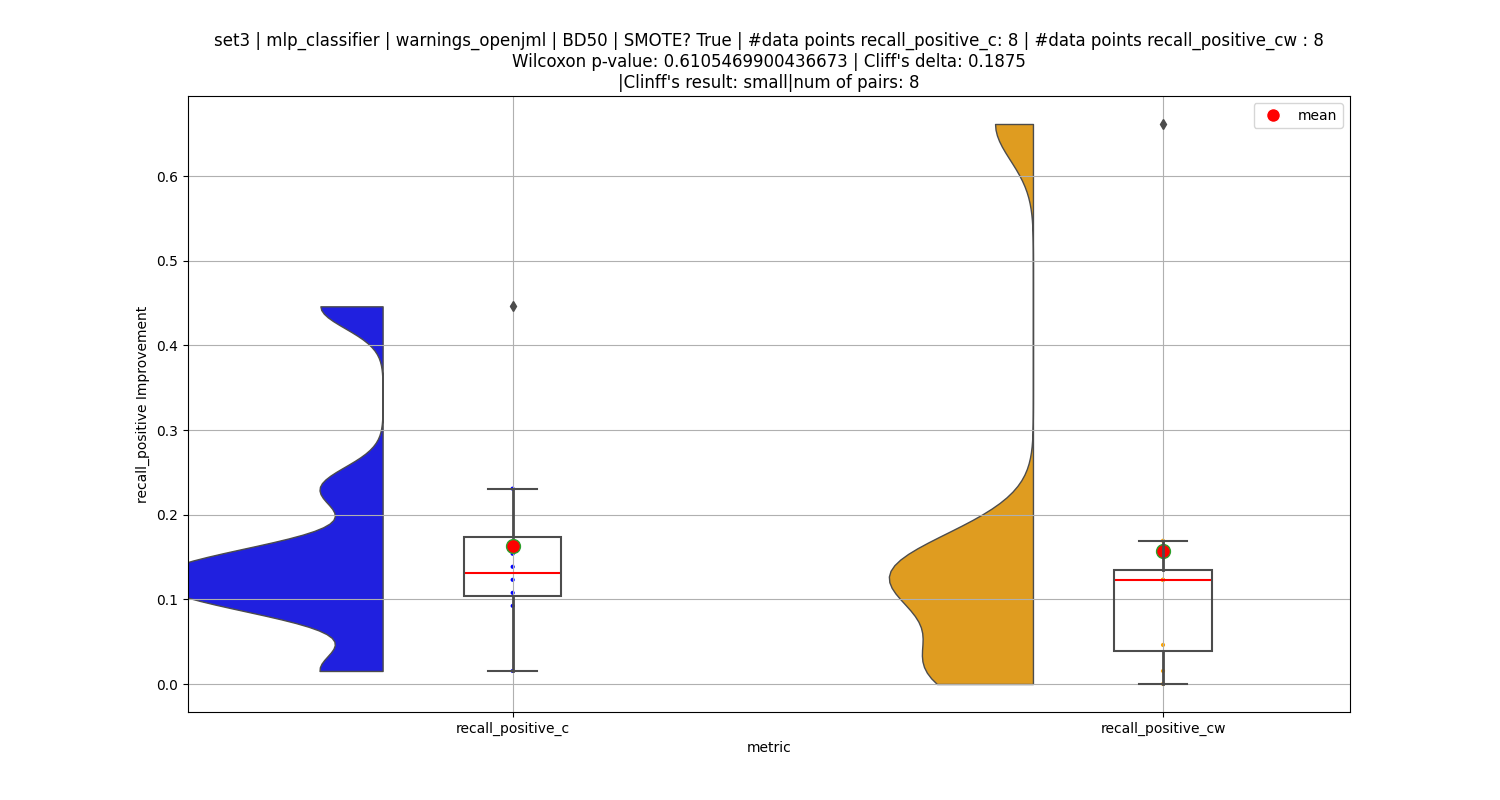 set3 | mlp_classifier | warnings_openjml | BD50 | SMOTE? True | #data points recall_positive_c: 8 | #data points recall_positive_cw : 8
Wilcoxon p-value: 0.6105469900436673 | Cliff's delta: 0.1875
|Clinff's result: small|num of pairs: 8
mean
0.6
0.5
0.4
0.3
0.2
0.1
0.0
recall_positive Improvement
recall_positive_c
recall_positive_cw
metric